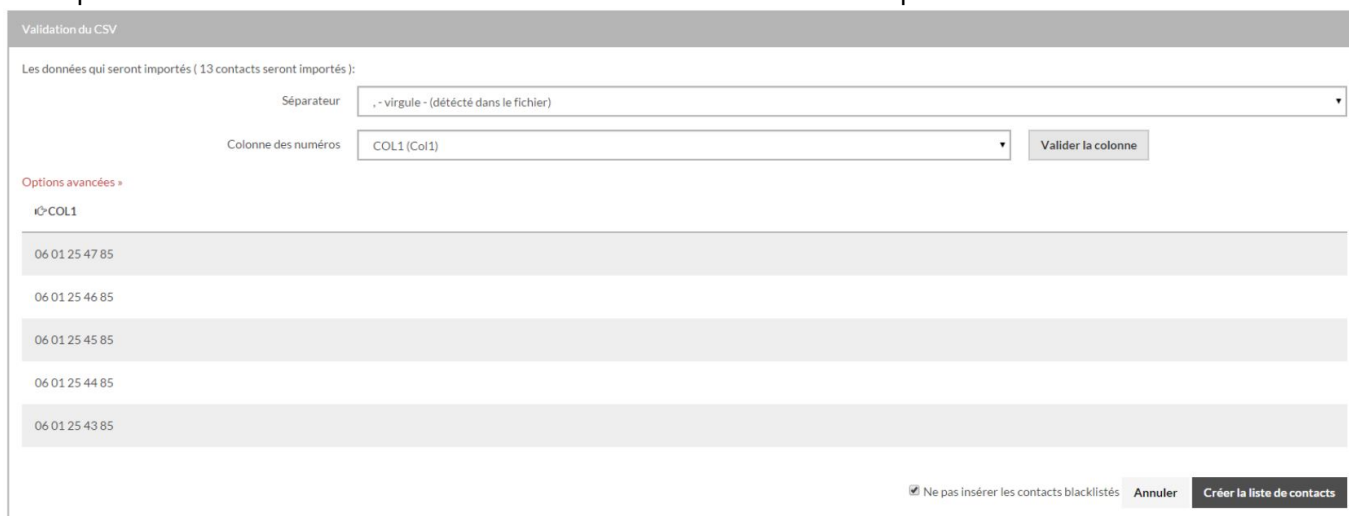 Validation du CSV
Les données qui seront importés ( 13 contacts seront importés ):
Séparateur , - virgule - (détécté dans le fichier)
Colonne des numéros COL1 (Col1) Valider la colonne
Options avancées »
COL1
06 01 25 47 85
06 01 25 46 85
06 01 25 45 85
06 01 25 44 85
06 01 25 43 85
Ne pas insérer les contacts blacklistés Annuler Créer la liste de contacts